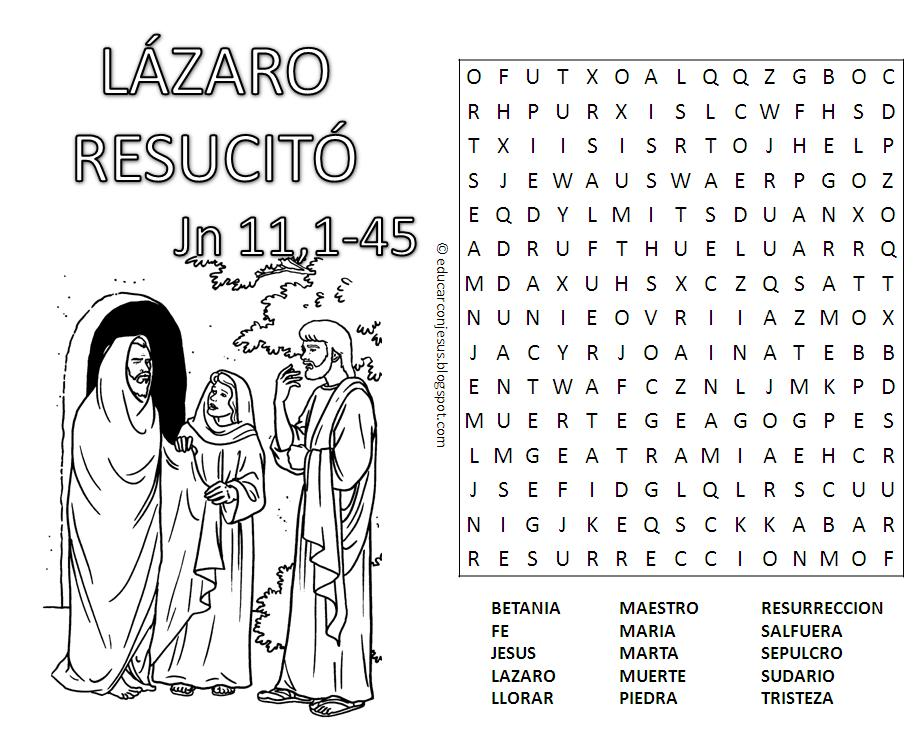 LÁZARO
RESUCITÓ
Jn 11,1-45
© educarconjesus.blogspot.com
O F U T X O A L Q Q Z G B O C
R H P U R X I S L C W F H S D
T X I I S I S R T O J H E L P
S J E W A U S W A E R P G O Z
E Q D Y L M I T S D U A N X O
A D R U F T H U E L U A R R Q
M D A X U H S X C Z Q S A T T
N U N I E O V R I I A Z M O X
J A C Y R J O A I N A T E B B
E N T W A F C Z N L J M K P D
M U E R T E G E A G O G P E S
L M G E A T R A M I A E H C R
J S E F I D G L Q L R S C U U
N I G J K E Q S C K K A B A R
R E S U R R E C C I O N M O F
BETANIA MAESTRO RESURRECCION
FE MARIA SALFUERA
JESUS MARTA SEPULCRO
LAZARO MUERTE SUDARIO
LLORAR PIEDRA TRISTEZA